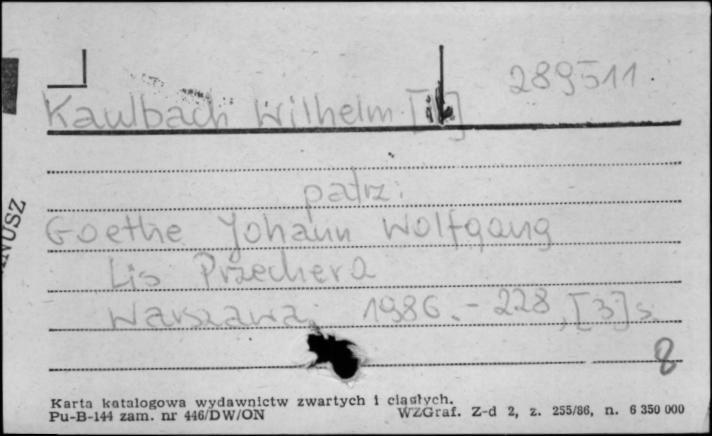 289511
Kaulbach Wilhelm [il.]
patrz:
Goethe Johann Wolfgang
Lis Przechera
Warszawa, 1986. - 228, [3] s.
8
Karta katalogowa wydawnictw zwartych i ciągłych.
Pu-B-144 zam. nr 446/DW/ON WZGraf. Z-d 2, z. 255/86, n. 6 350 000